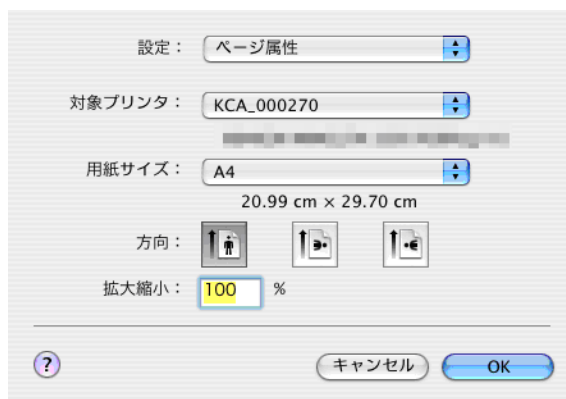 設定： ページ属性
対象プリンタ： KCA_000270
用紙サイズ： A4
20.99 cm × 29.70 cm
方向：
拡大縮小： 100 %
? キャンセル OK